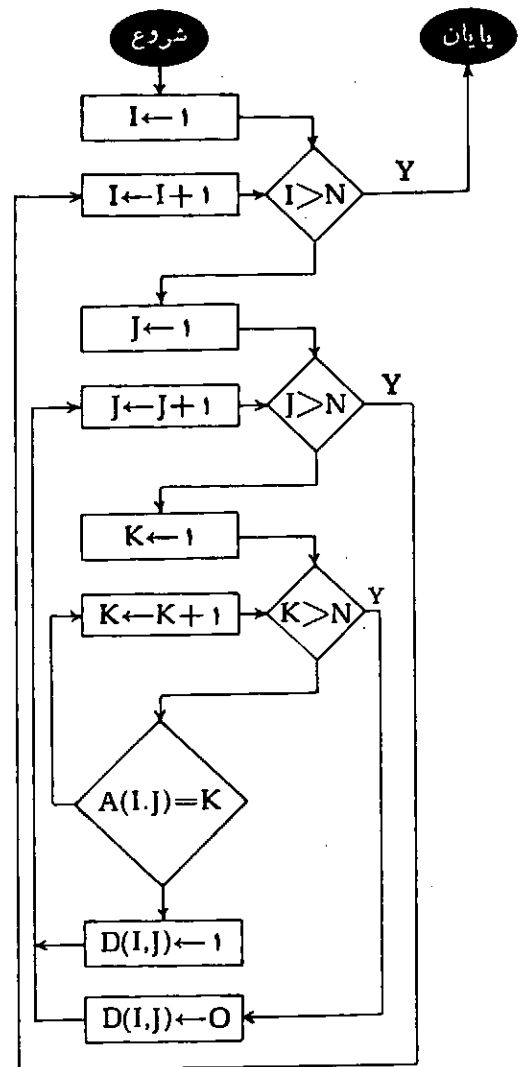 شروع
پایان
I←۱
I←I+۱
I>N
Y
J←۱
J←J+۱
J>N
Y
K←۱
K←K+۱
K>N
Y
A(I.J)=K
D(I,J)←۱
D(I,J)←O